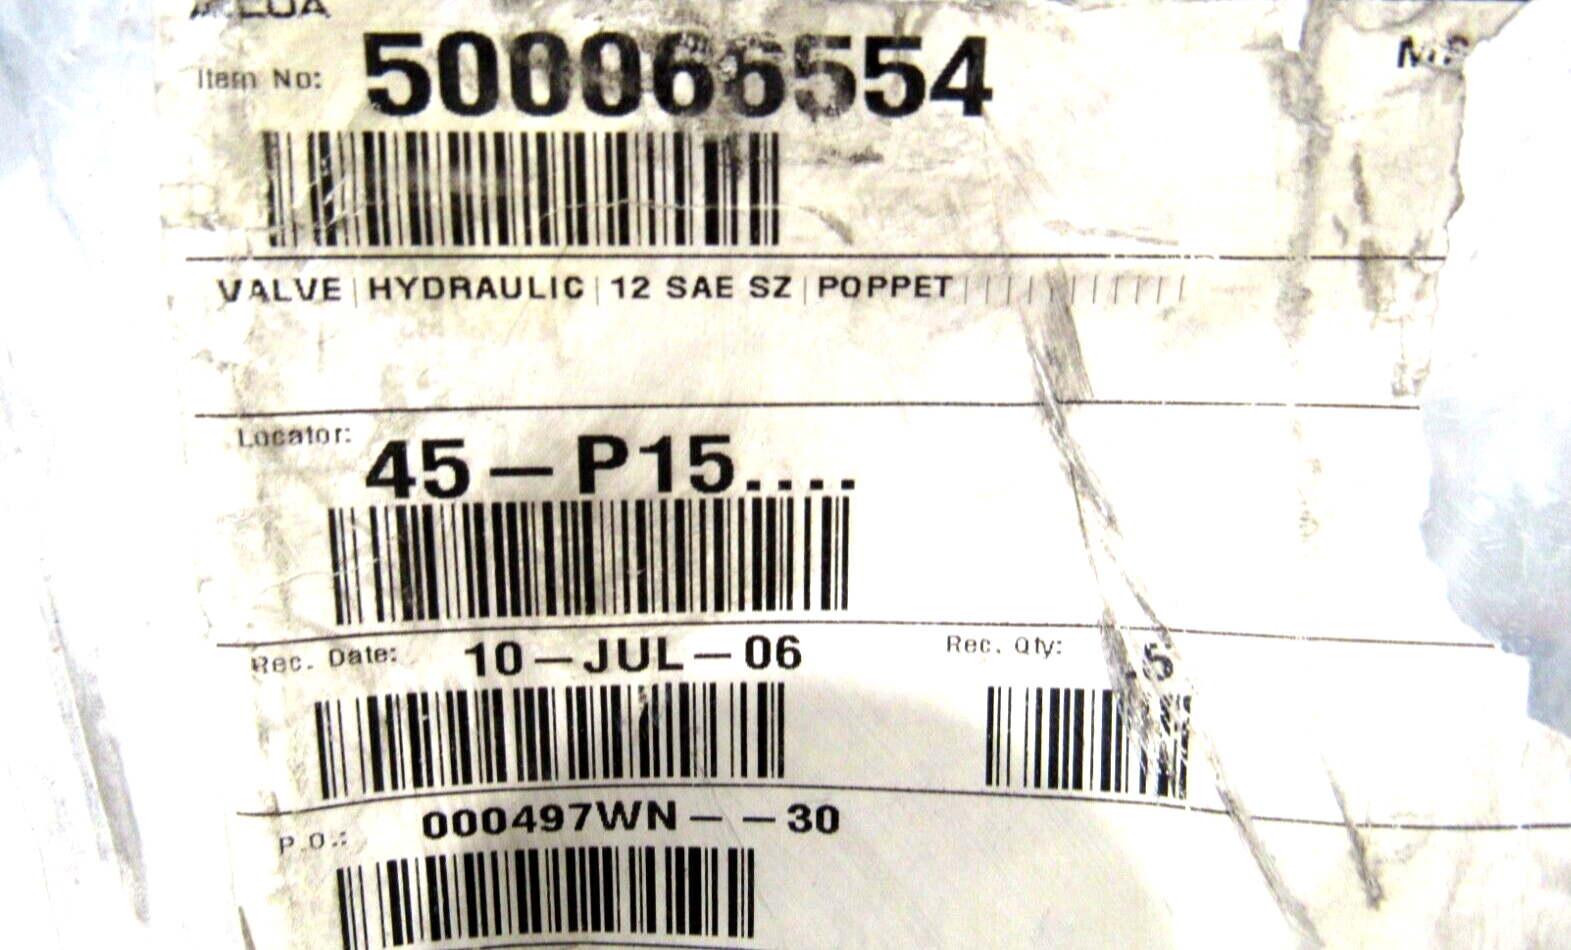 Item No: 500066554
VALVE|HYDRAULIC|12 SAE SZ|POPPET||||||||||
Locator: 45-P15....
Rec. Date: 10-JUL-06 Rec. Qty: 5
P.O.: 000497WN--30